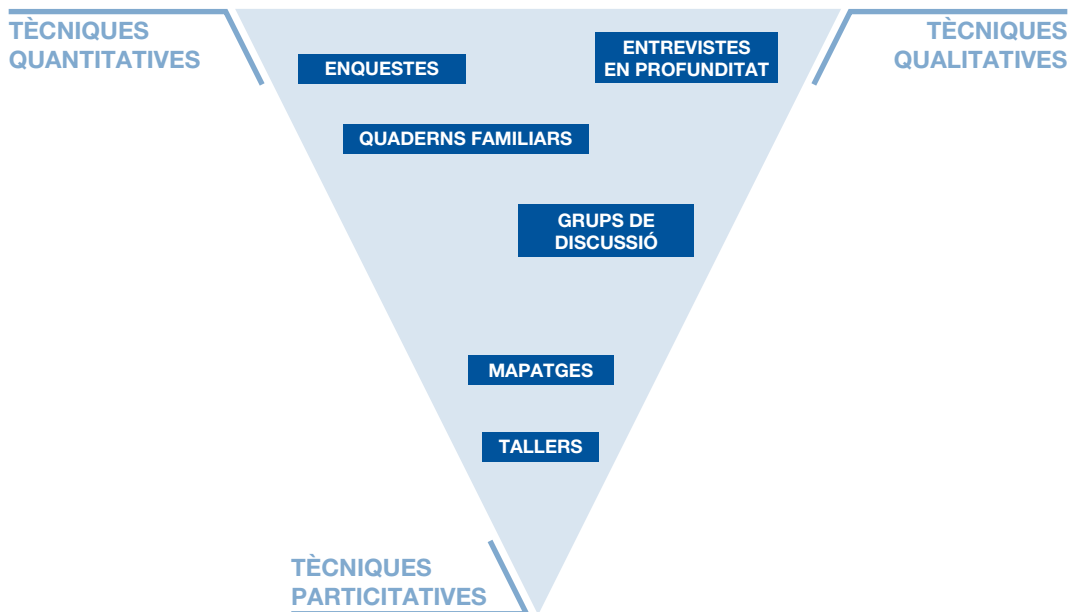 TÈCNIQUES
QUANTITATIVES
TÈCNIQUES
QUALITATIVES
ENQUESTES
ENTREVISTES
EN PROFUNDITAT
QUADERNS FAMILIARS
GRUPS DE
DISCUSSIÓ
MAPATGES
TALLERS
TÈCNIQUES
PARTICITATIVES